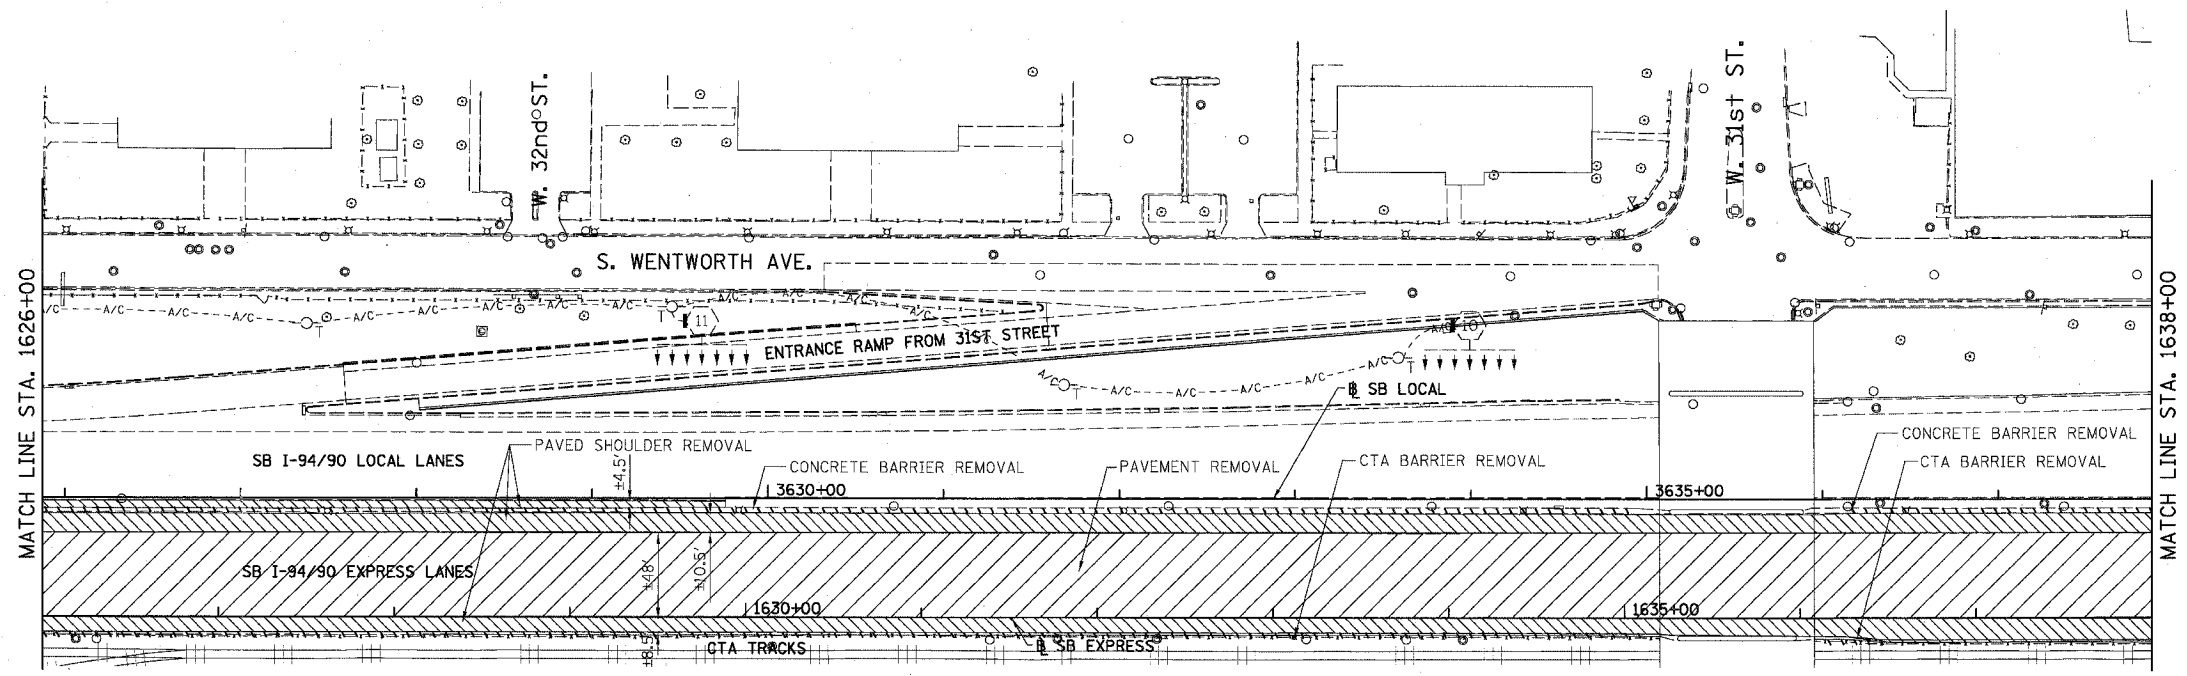 W. 32nd ST.
W. 31st ST.
S. WENTWORTH AVE.
MATCH LINE STA. 1626+00
MATCH LINE STA. 1638+00
A/C
A/C
A/C
A/C
A/C
A/C
A/C
A/C
A/C
A/C
A/C
A/C
A/C
T
T
11
10
ENTRANCE RAMP FROM 31ST STREET
A/C
A/C
A/C
A/C
A/C
A/C
A/C
A/C
T
T
℄ SB LOCAL
PAVED SHOULDER REMOVAL
SB I-94/90 LOCAL LANES
±4.5'
CONCRETE BARRIER REMOVAL
PAVEMENT REMOVAL
CTA BARRIER REMOVAL
CONCRETE BARRIER REMOVAL
CTA BARRIER REMOVAL
3630+00
3635+00
SB I-94/90 EXPRESS LANES
±48'
±10.5'
1630+00
1635+00
±8.5'
CTA TRACKS
SB EXPRESS